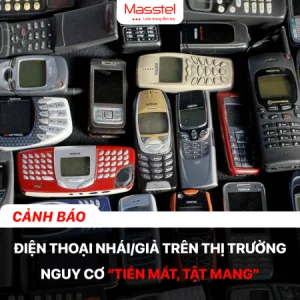 Masstel
CẢNH BÁO
ĐIỆN THOẠI NHÁI/GIẢ TRÊN THỊ TRƯỜNG
NGUY CƠ “TIỀN MẤT, TẬT MANG”